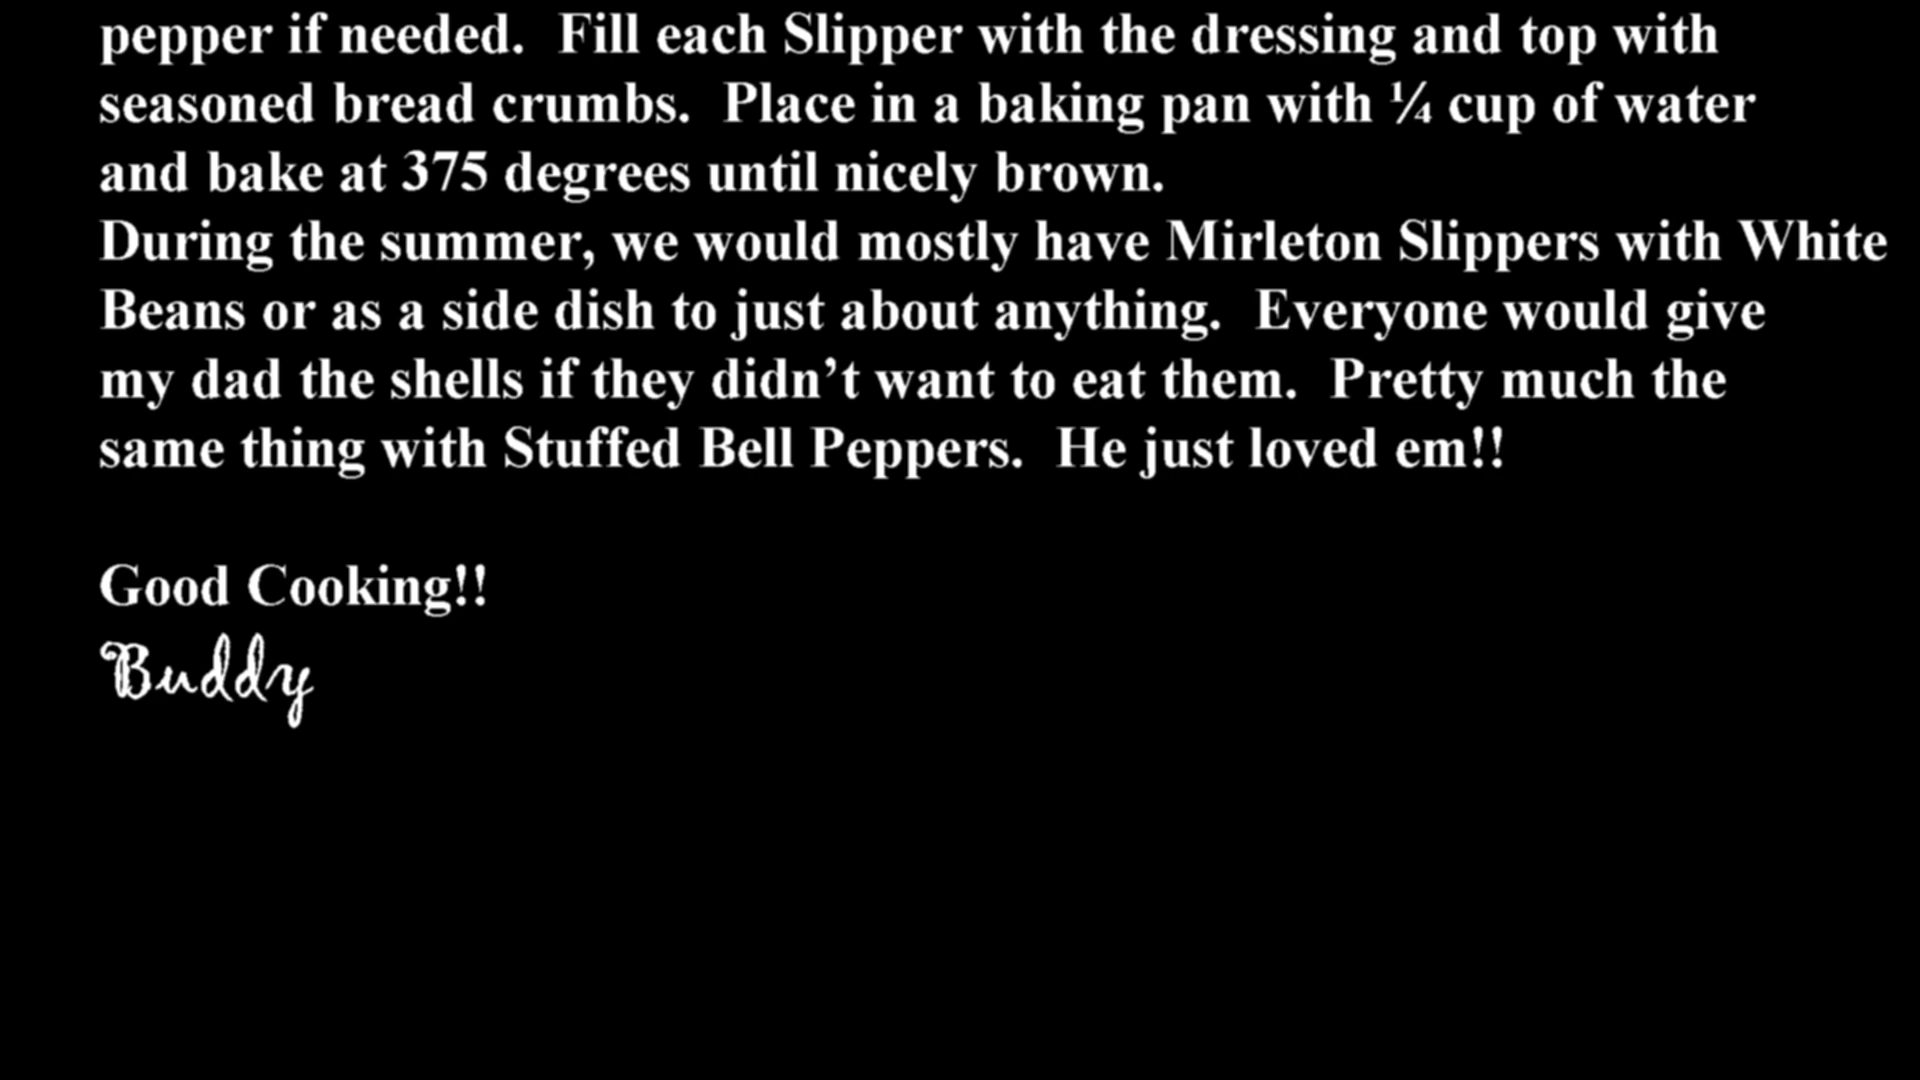 pepper if needed.  Fill each Slipper with the dressing and top with
seasoned bread crumbs.  Place in a baking pan with ¼ cup of water
and bake at 375 degrees until nicely brown.
During the summer, we would mostly have Mirleton Slippers with White
Beans or as a side dish to just about anything.  Everyone would give
my dad the shells if they didn’t want to eat them.  Pretty much the
same thing with Stuffed Bell Peppers.  He just loved em!!
Good Cooking!!
Buddy